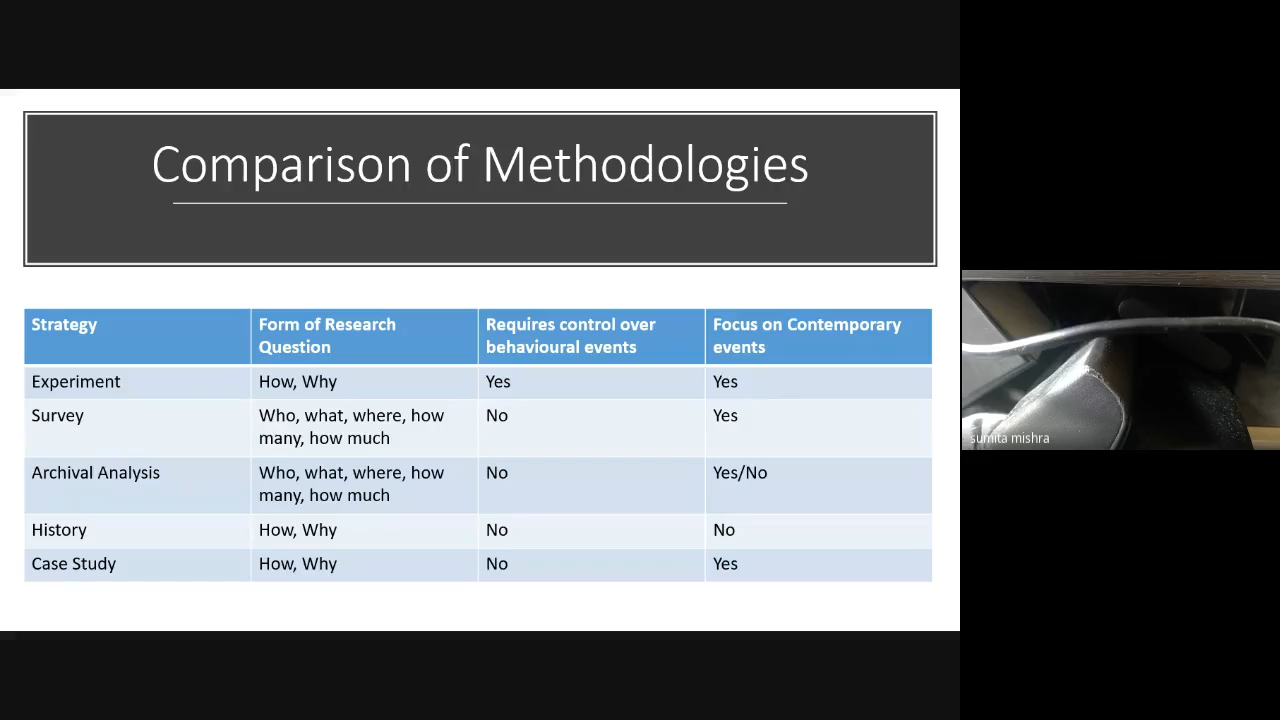 Comparison of Methodologies
Strategy
Form of Research
Question
Requires control over
behavioural events
Focus on Contemporary
events
Experiment
How, Why
Yes
Yes
Survey
Who, what, where, how
many, how much
No
Yes
Archival Analysis
Who, what, where, how
many, how much
No
Yes/No
History
How, Why
No
No
Case Study
How, Why
No
Yes
sumita mishra